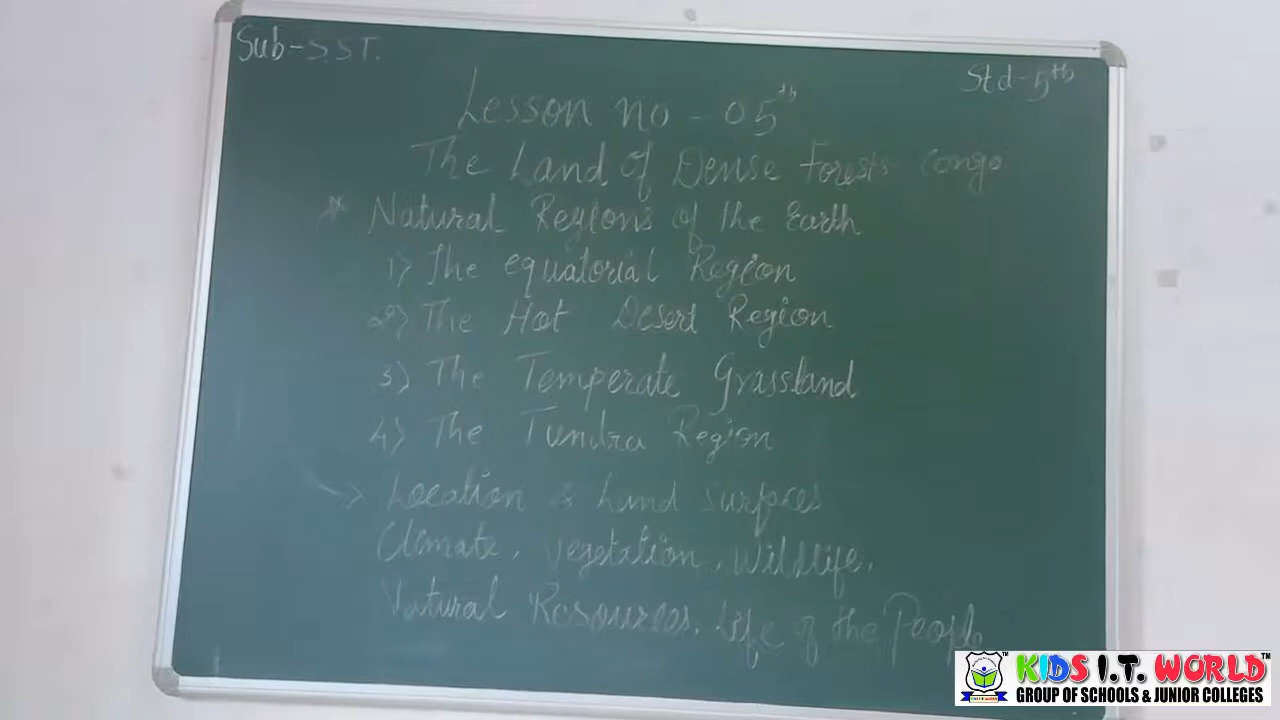 Sub-S.S.T.
Std-5th
Lesson no - 05th
The Land of Dense Forests congo
* Natural Regions of the Earth
1) The equatorial Region
2) The Hot Desert Region
3) The Temperate Grassland
4) The Tundra Region
→ Location & Land surfaces
Climate, vegetation, Wildlife,
Natural Resources, Life of the People
KIDS I.T. WORLD™
GROUP OF SCHOOLS & JUNIOR COLLEGES